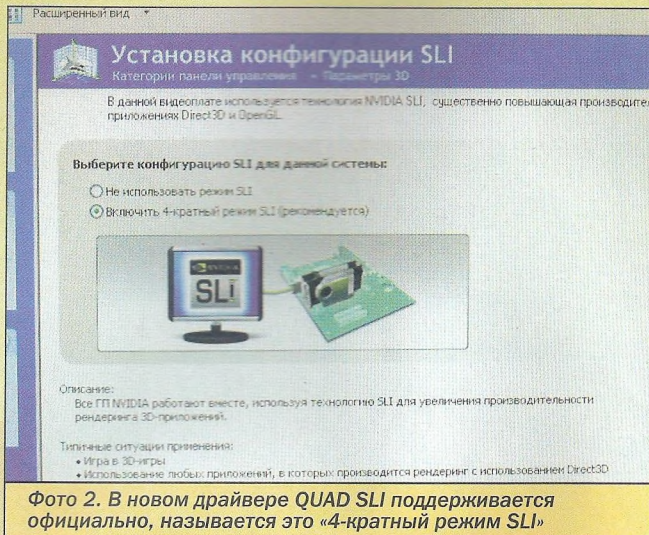 Расширенный вид
Установка конфигурации SLI
Категории панели управления Параметры 3D
В данной видеоплате используется технология NVIDIA SLI, существенно повышающая
приложениях Direct3D и OpenGL.
Выберите конфигурацию SLI для данной системы:
Не использовать режим SLI
Включить 4-кратный режим SLI (рекомендуется)
NVIDIA
SLI
Описание:
Все ГП NVIDIA работают вместе, используя технологию SLI для увеличения производительности
рендеринга 3D-приложений.
Типичные ситуации применения:
• Игра в 3D-игры
• Использование любых приложений, в которых производится рендеринг с использованием Direct3D
Фото 2. В новом драйвере QUAD SLI поддерживается
официально, называется это «4-кратный режим SLI»